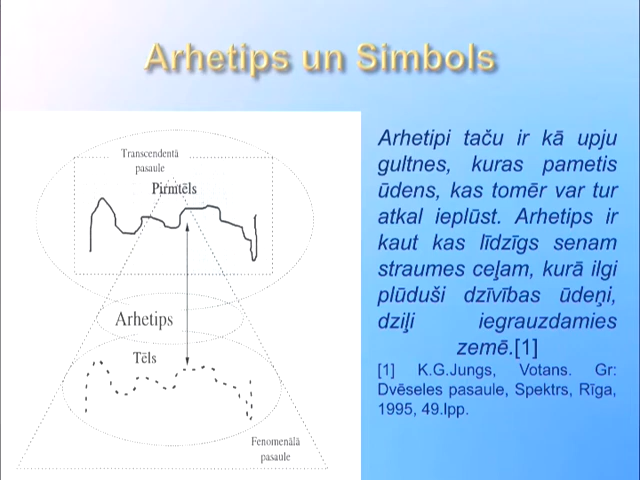 Arhetips un Simbols
Transcendentā
pasaule
Pirmtēls
Arhetips
Tēls
Fenomenālā
pasaule
Arhetipi taču ir kā upju
gultnes, kuras pametis
ūdens, kas tomēr var tur
atkal ieplūst. Arhetips ir
kaut kas līdzīgs senam
straumes ceļam, kurā ilgi
plūduši dzīvības ūdeņi,
dziļi iegrauzdamies
zemē.[1]
[1] K.G.Jungs, Votans. Gr:
Dvēseles pasaule, Spektrs, Rīga,
1995, 49.lpp.